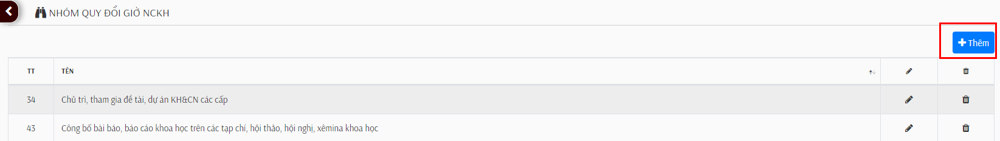 NHÓM QUY ĐỔI GIỜ NCKH
Thêm
TT TÊN
34 Chủ trì, tham gia đề tài, dự án KH&CN các cấp
43 Công bố bài báo, báo cáo khoa học trên các tạp chí, hội thảo, hội nghị, xêmina khoa học